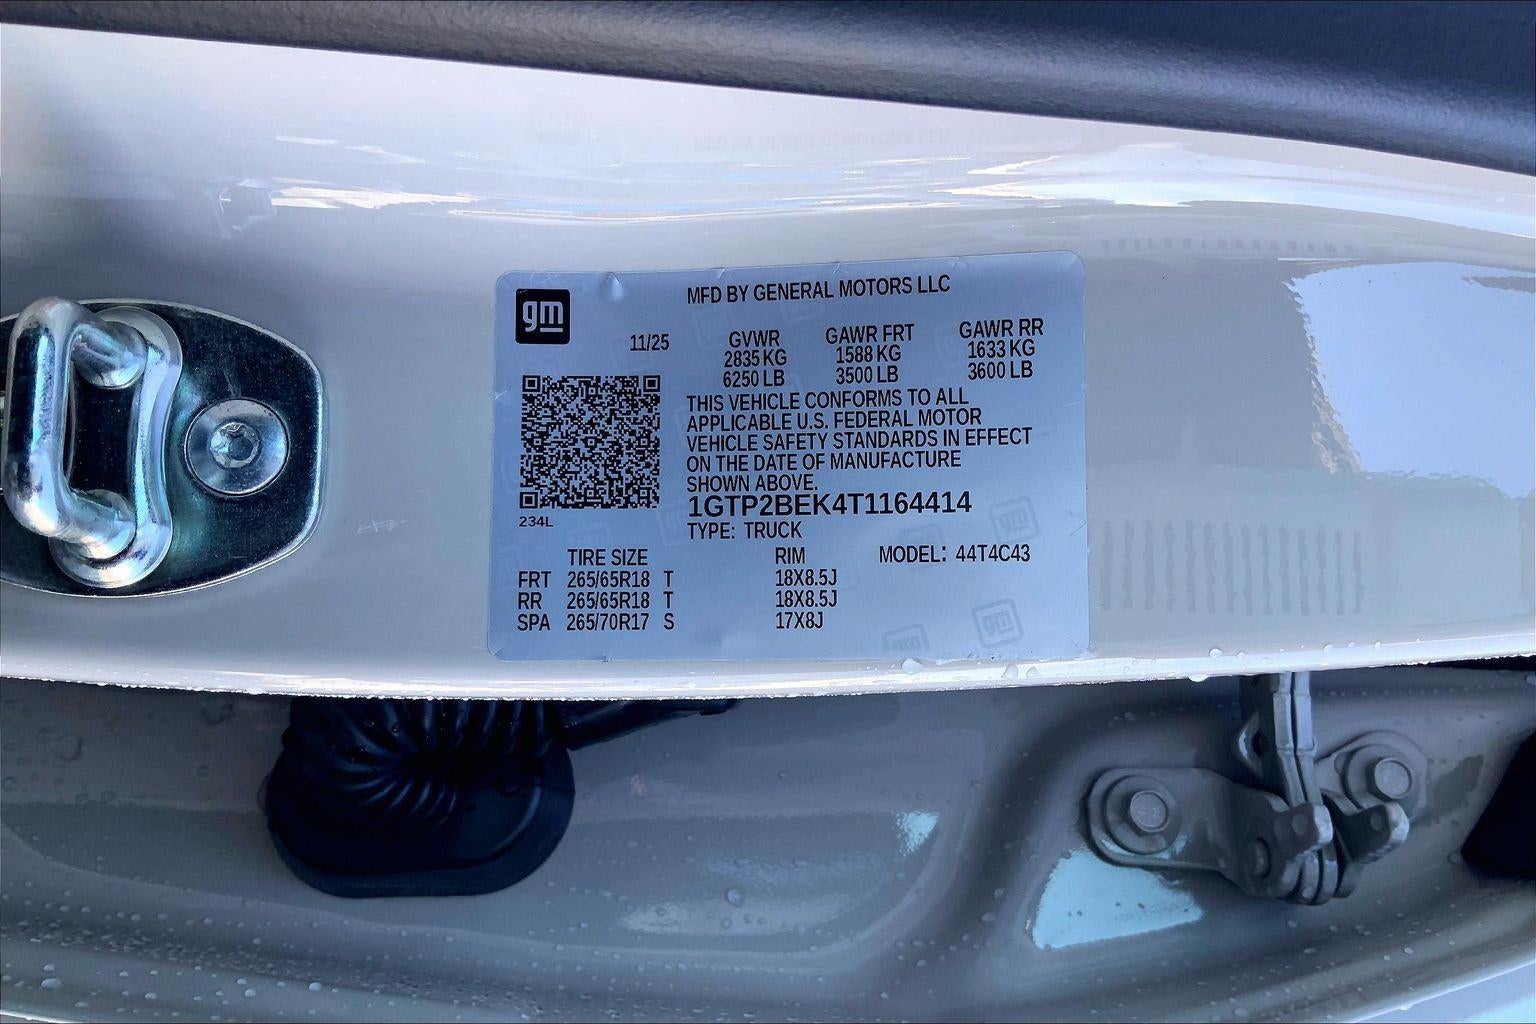 gm
MFD BY GENERAL MOTORS LLC
11/25 GVWR GAWR FRT GAWR RR
2835 KG 1588 KG 1633 KG
6250 LB 3500 LB 3600 LB
THIS VEHICLE CONFORMS TO ALL
APPLICABLE U.S. FEDERAL MOTOR
VEHICLE SAFETY STANDARDS IN EFFECT
ON THE DATE OF MANUFACTURE
SHOWN ABOVE.
1GTP2BEK4T1164414
234L
TYPE: TRUCK
TIRE SIZE RIM MODEL: 44T4C43
FRT 265/65R18 T 18X8.5J
RR 265/65R18 T 18X8.5J
SPA 265/70R17 S 17X8J
gm
gm